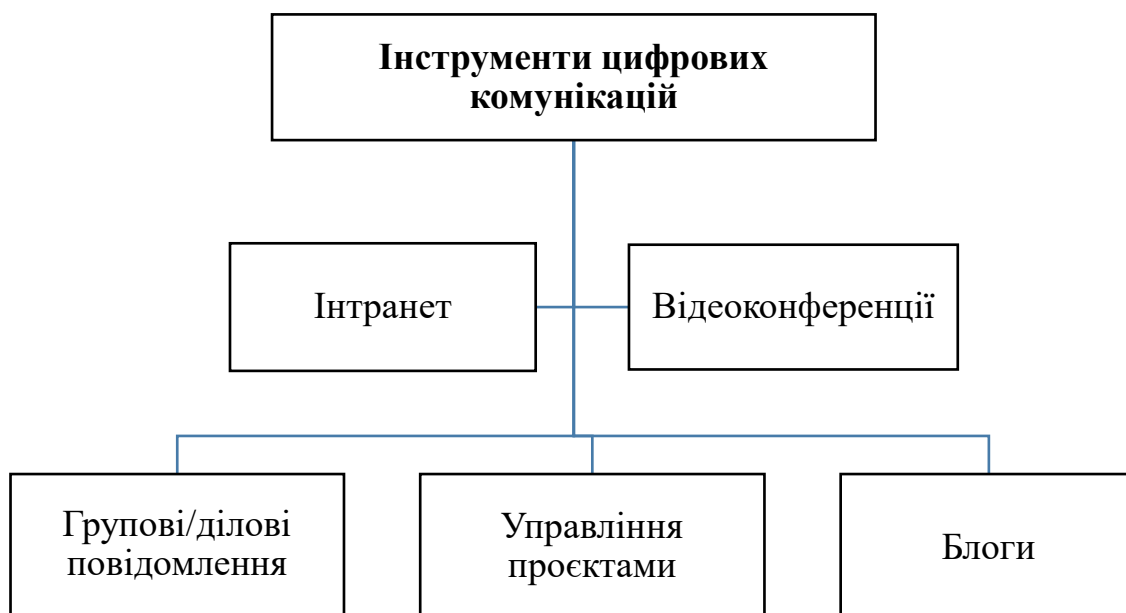 Інструменти цифрових
комунікацій
Інтранет
Відеоконференції
Групові/ділові
повідомлення
Управління
проєктами
Блоги